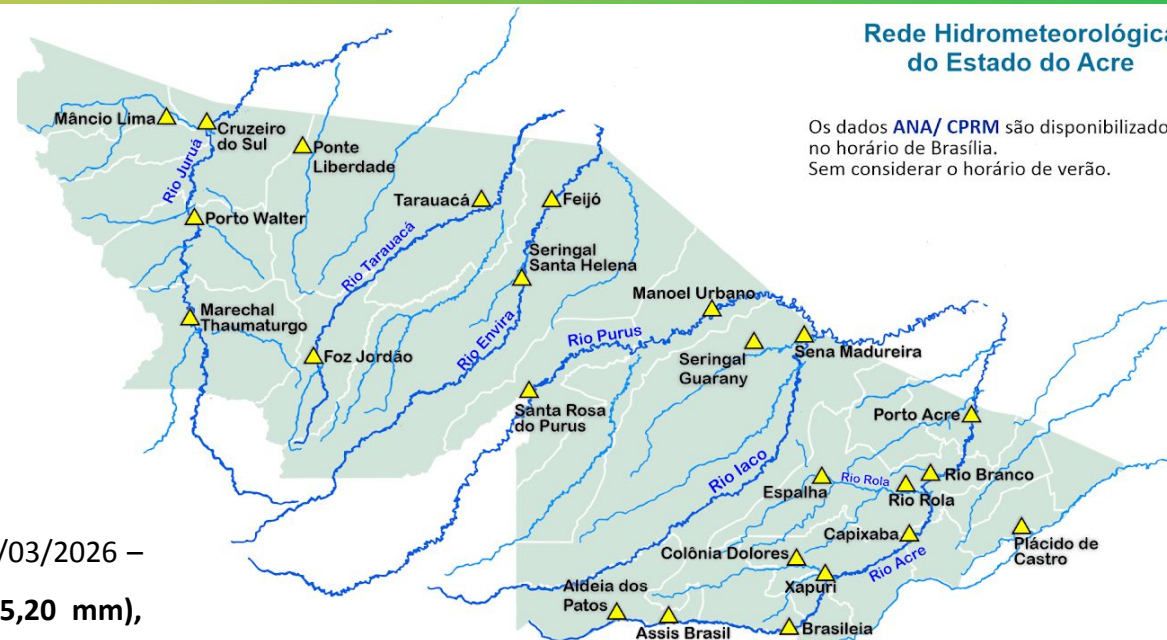 Rede Hidrometeorológica
do Estado do Acre
Os dados ANA/ CPRM são disponibilizado
no horário de Brasília.
Sem considerar o horário de verão.
Mâncio Lima
Cruzeiro
do Sul
Ponte
Liberdade
Rio Juruá
Porto Walter
Tarauacá
Feijó
Rio Tarauacá
Seringal
Santa Helena
Marechal
Thaumaturgo
Foz Jordão
Rio Envira
Manoel Urbano
Rio Purus
Seringal
Guarany
Sena Madureira
Santa Rosa
do Purus
Porto Acre
Rio Iaco
Espalha
Rio Rola
Rio Rola
Rio Branco
Capixaba
Plácido de
Castro
Colônia Dolores
Rio Acre
Xapuri
Aldeia dos
Patos
Assis Brasil
Brasileia
/03/2026 –
5,20 mm),